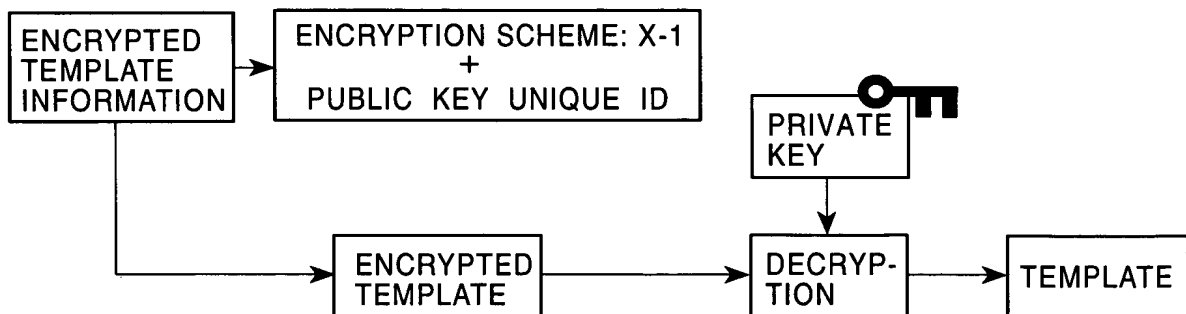 ENCRYPTED
TEMPLATE
INFORMATION
ENCRYPTION SCHEME: X-1
+
PUBLIC KEY UNIQUE ID
PRIVATE
KEY
ENCRYPTED
TEMPLATE
DECRYP-
TION
TEMPLATE